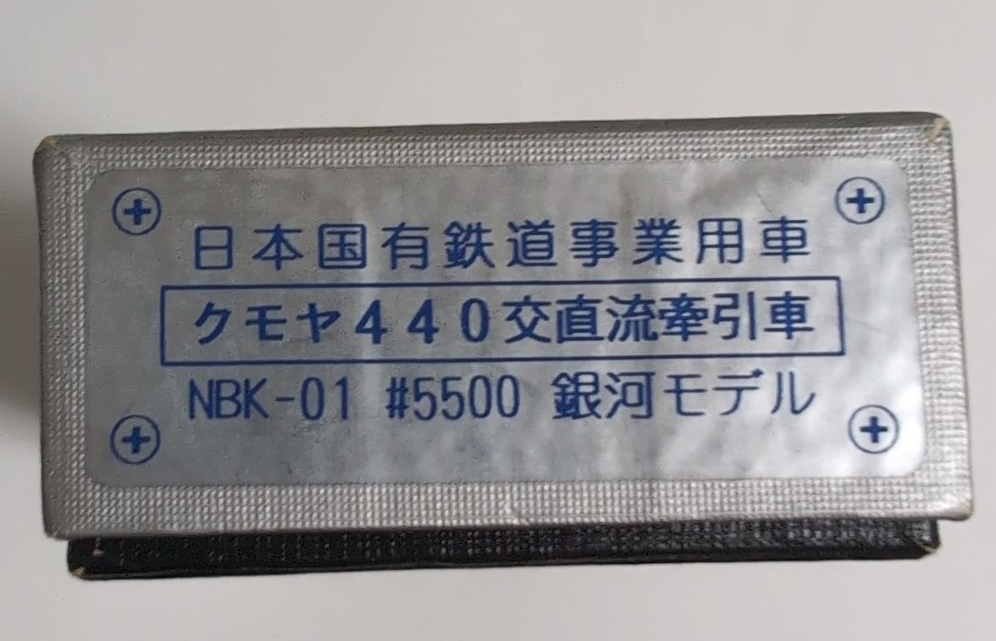 日本国有鉄道事業用車
クモヤ440交直流牽引車
NBK-01 #5500 銀河モデル